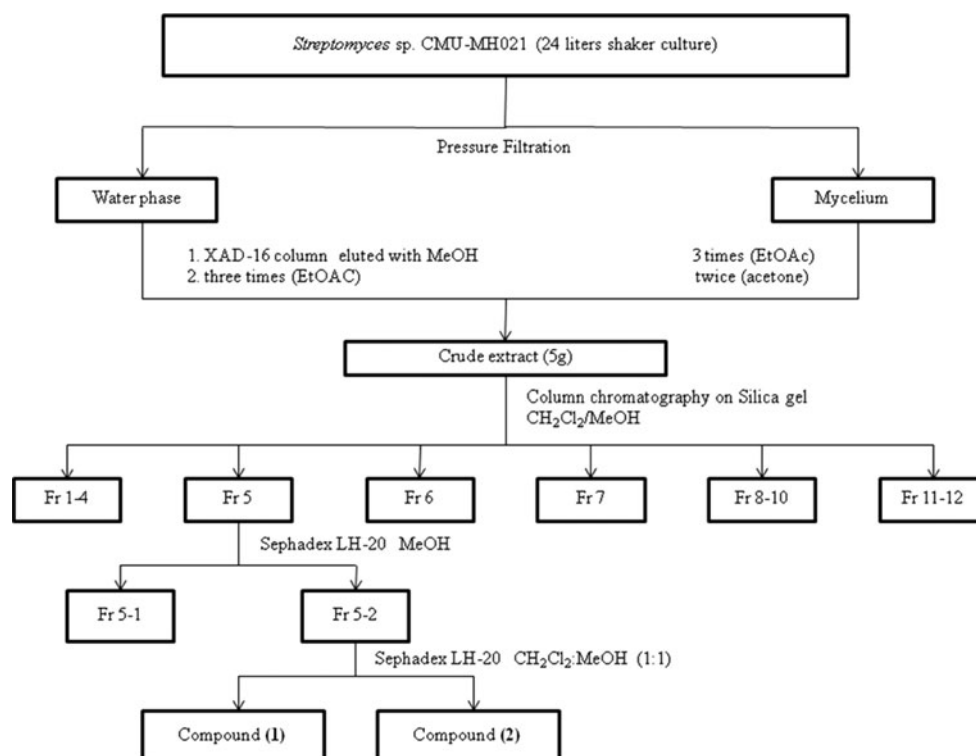 Streptomyces sp. CMU-MH021 (24 liters shaker culture)
Pressure Filtration
Water phase
Mycelium
1. XAD-16 column eluted with MeOH
2. three times (EtOAC)
3 times (EtOAc)
twice (acetone)
Crude extract (5g)
Column chromatography on Silica gel
CH₂Cl₂/MeOH
Fr 1-4
Fr 5
Fr 6
Fr 7
Fr 8-10
Fr 11-12
Sephadex LH-20 MeOH
Fr 5-1
Fr 5-2
Sephadex LH-20 CH₂Cl₂:MeOH (1:1)
Compound (1)
Compound (2)